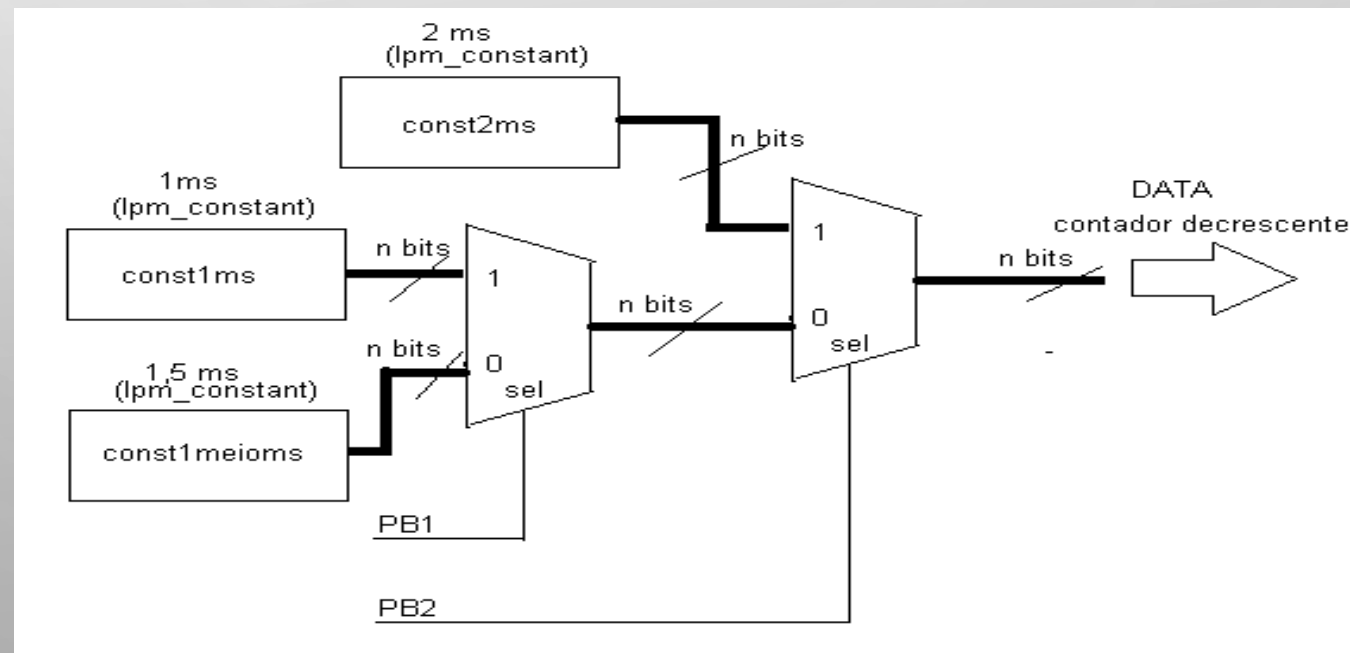 2 ms
(lpm_constant)
const2ms
n bits
1ms
(lpm_constant)
const1ms
n bits
1
0
sel
n bits
1,5 ms
(lpm_constant)
const1meioms
n bits
1
0
sel
n bits
DATA
contador decrescente
PB1
PB2